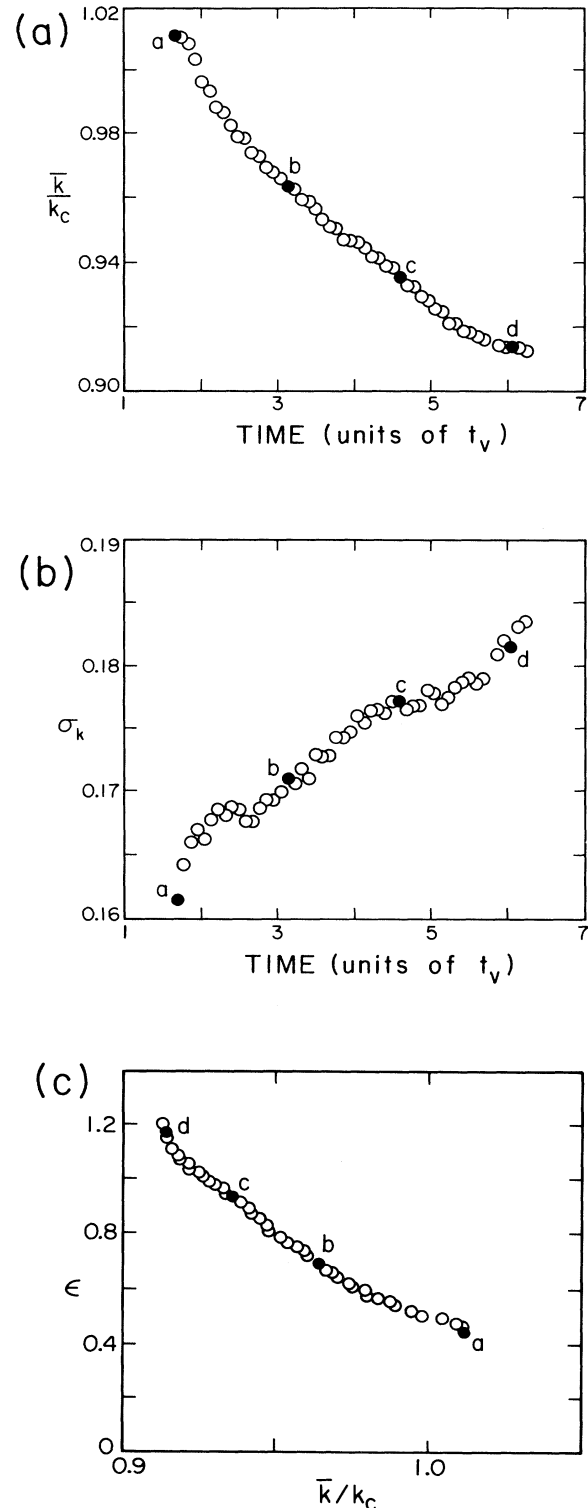 (a)
1.02
0.98
0.94
0.90
k̅
k_c
a
b
c
d
1 3 5 7
TIME (units of t_v)
(b)
0.19
0.18
0.17
0.16
σ_k
a
b
c
d
1 3 5 7
TIME (units of t_v)
(c)
1.2
0.8
0.4
0
ϵ
d
c
b
a
0.9 1.0
k̅/k_c